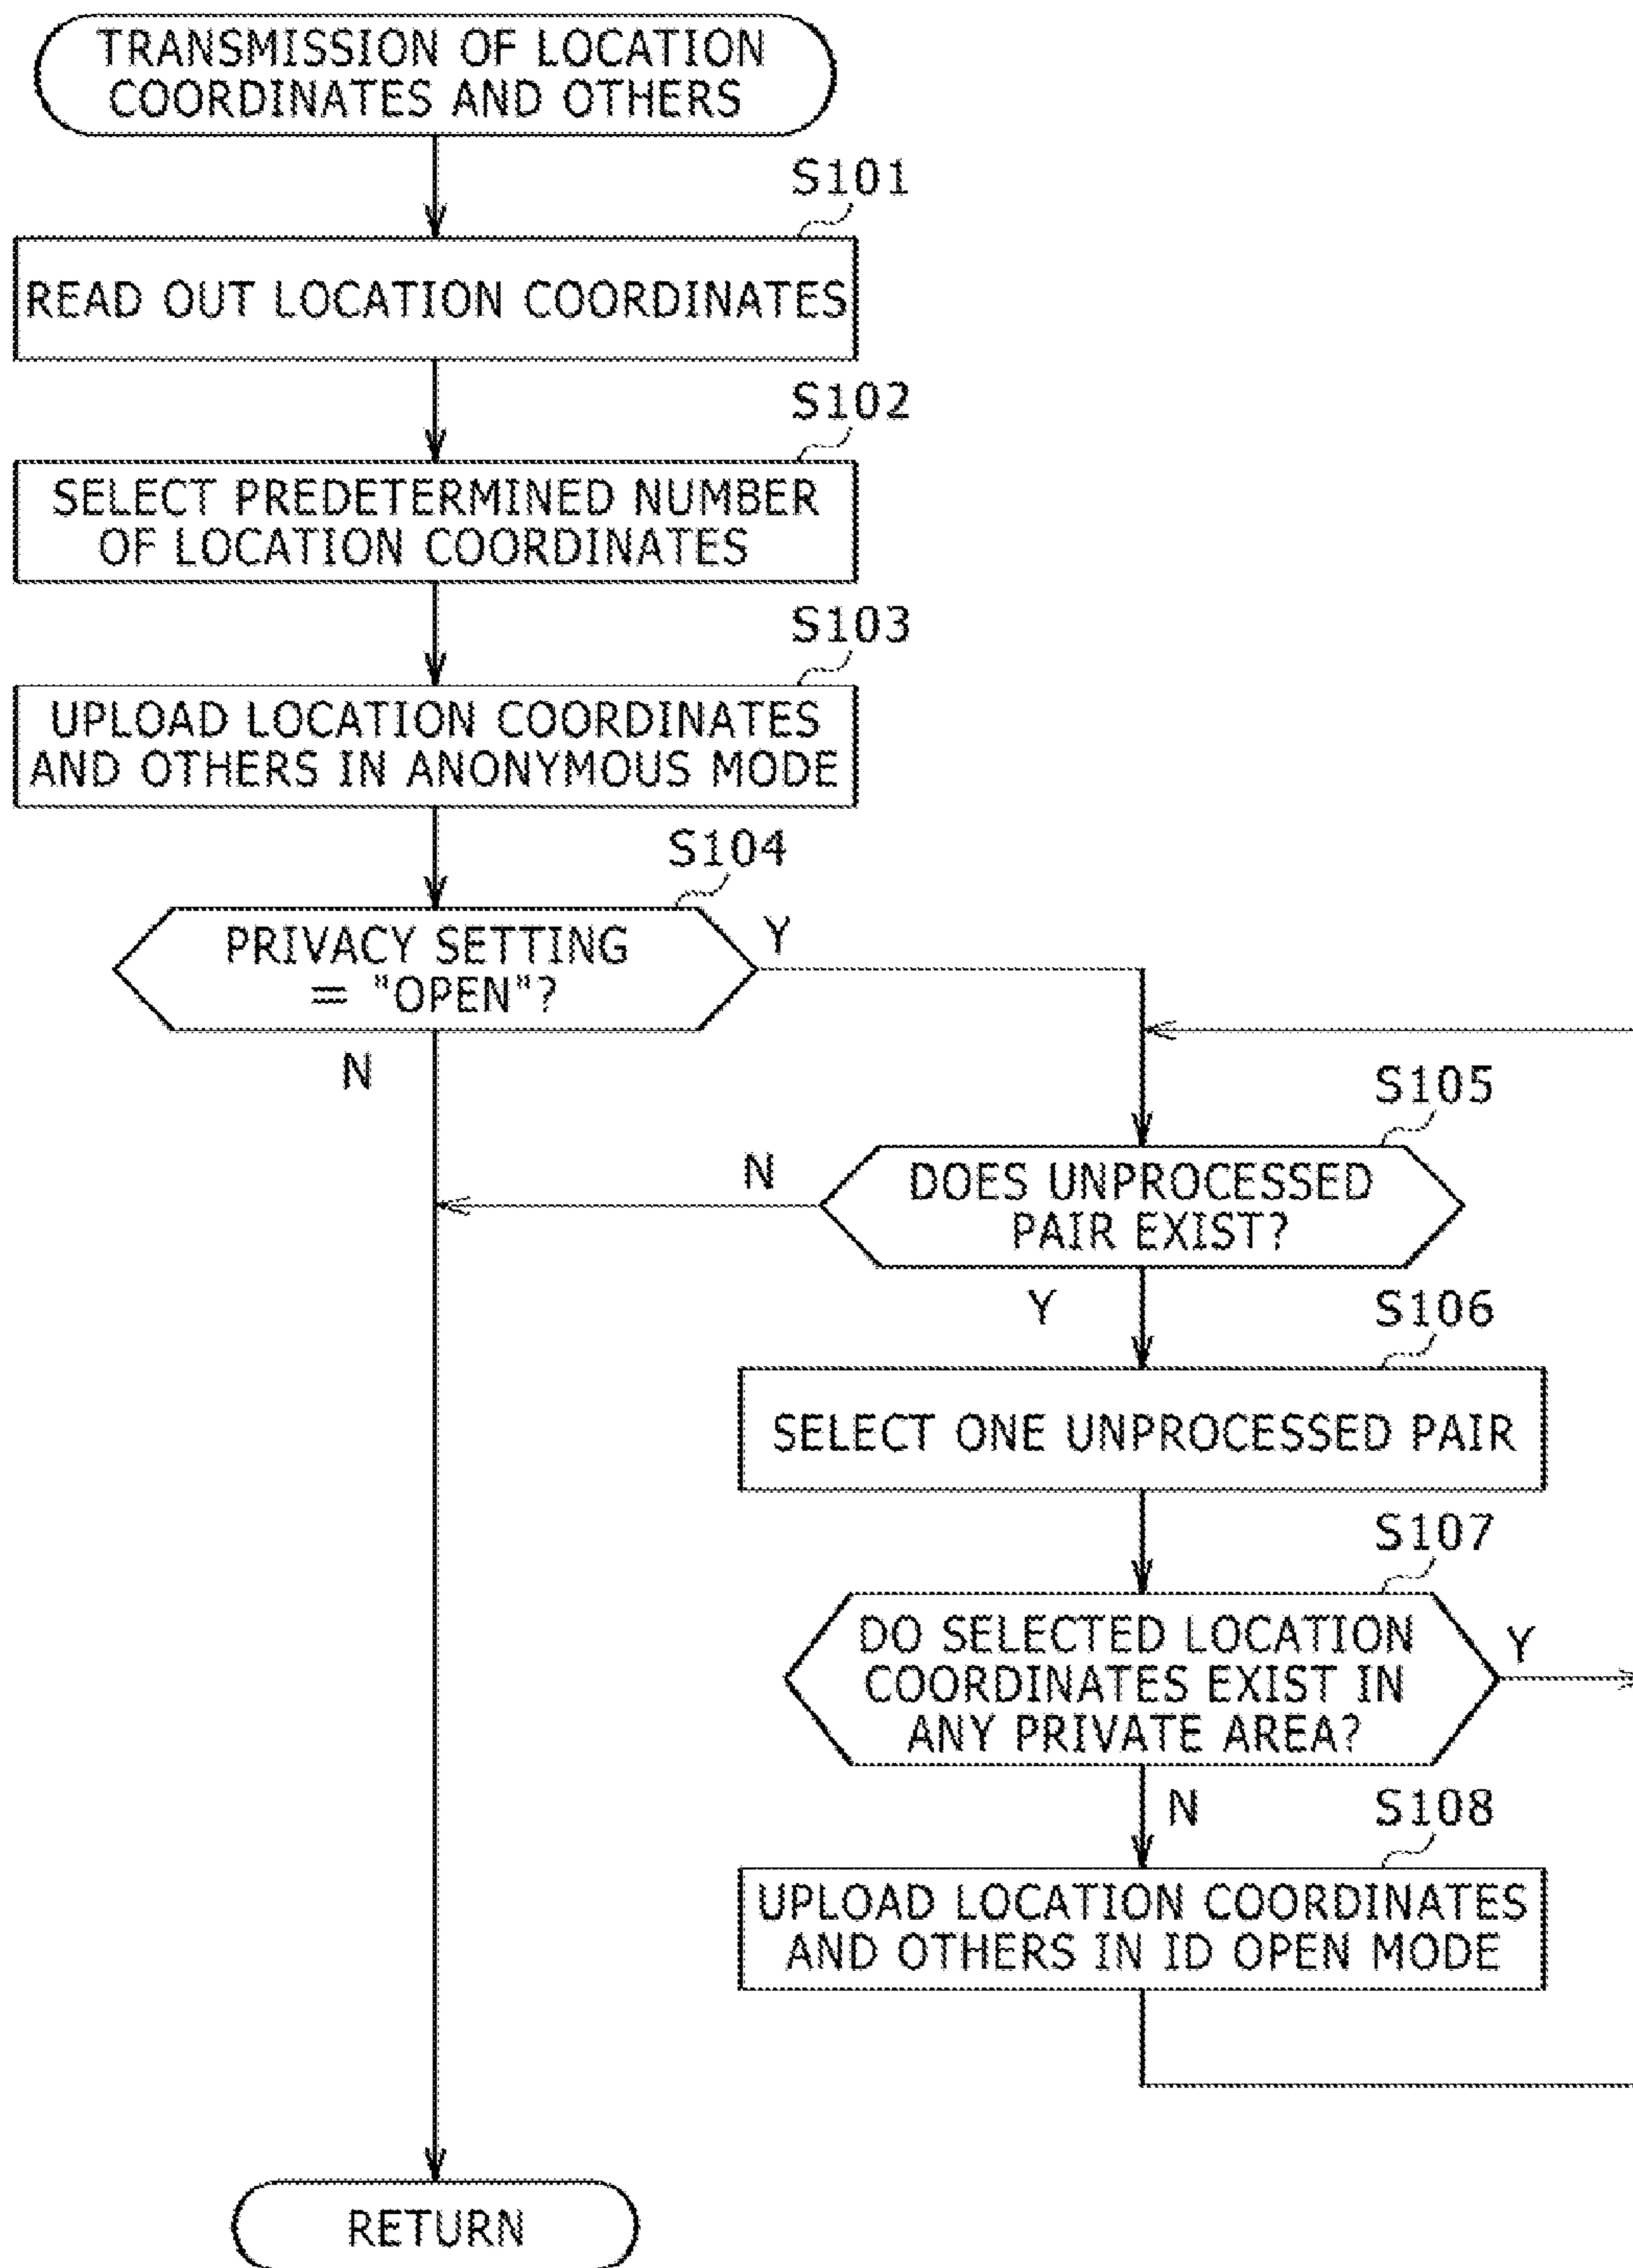 TRANSMISSION OF LOCATION
COORDINATES AND OTHERS
S101
READ OUT LOCATION COORDINATES
S102
SELECT PREDETERMINED NUMBER
OF LOCATION COORDINATES
S103
UPLOAD LOCATION COORDINATES
AND OTHERS IN ANONYMOUS MODE
S104
PRIVACY SETTING
= "OPEN"?
Y
N
S105
N
DOES UNPROCESSED
PAIR EXIST?
Y
S106
SELECT ONE UNPROCESSED PAIR
S107
DO SELECTED LOCATION
COORDINATES EXIST IN
ANY PRIVATE AREA?
Y
N
S108
UPLOAD LOCATION COORDINATES
AND OTHERS IN ID OPEN MODE
RETURN